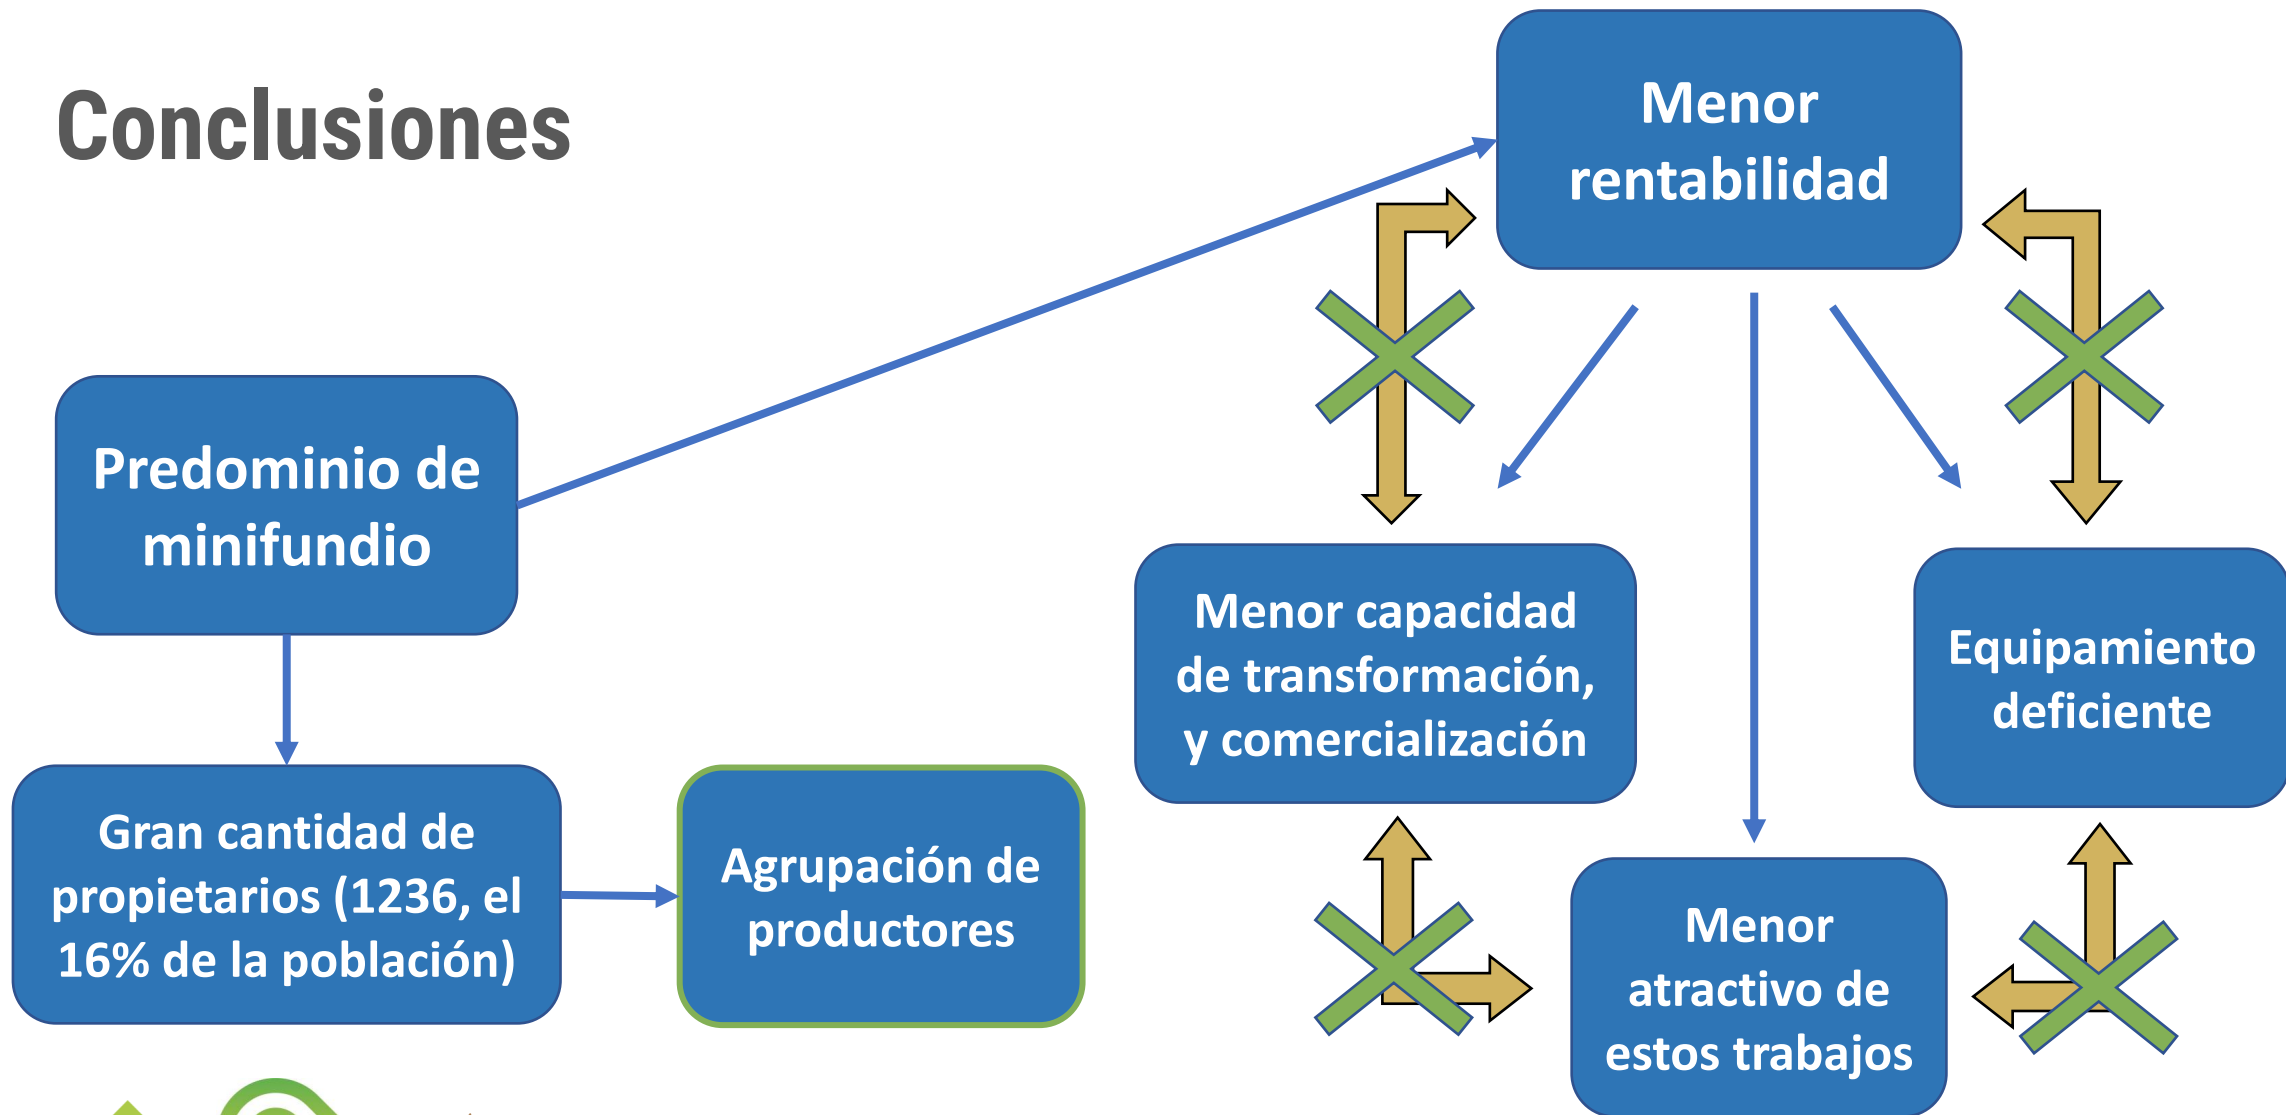 Conclusiones
Menor
rentabilidad
Predominio de
minifundio
Menor capacidad
de transformación,
y comercialización
Equipamiento
deficiente
Gran cantidad de
propietarios (1236, el
16% de la población)
Agrupación de
productores
Menor
atractivo de
estos trabajos